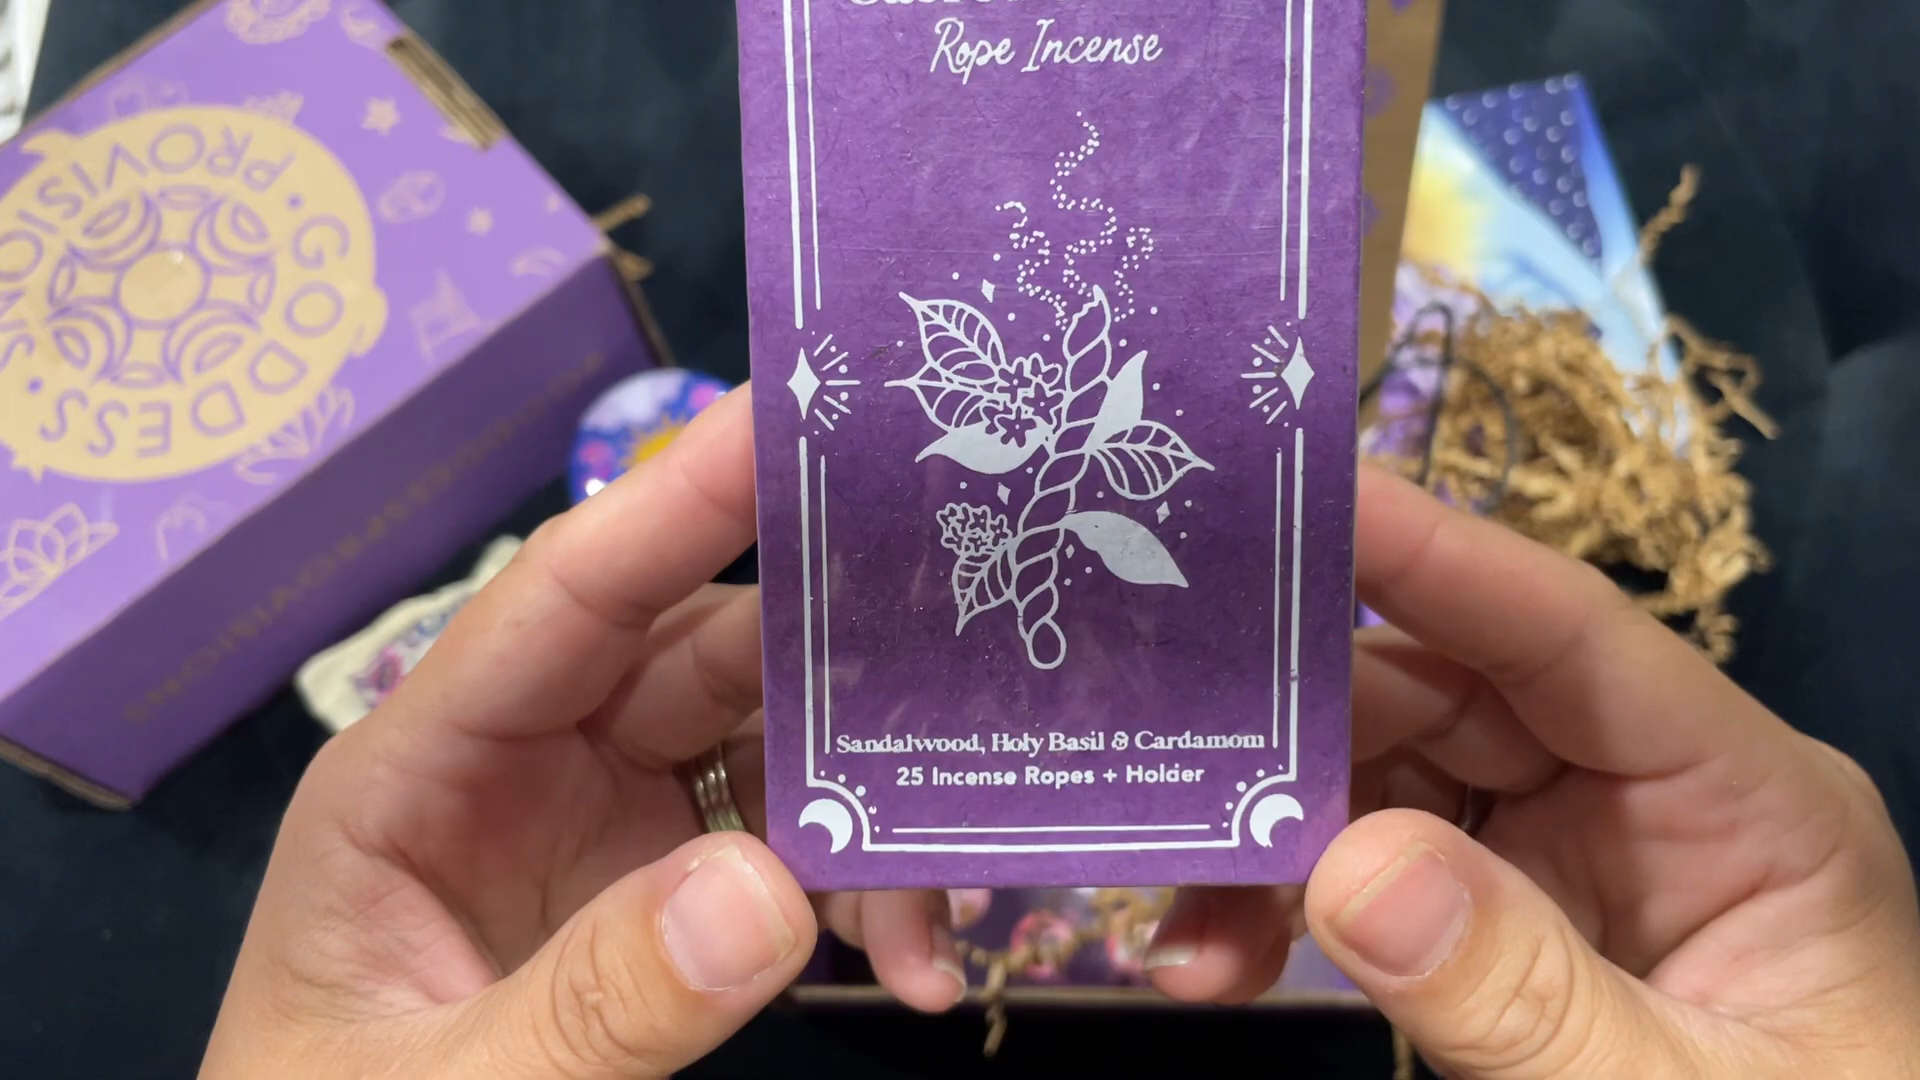 Rope Incense
Sandalwood, Holy Basil & Cardamom
25 Incense Ropes + Holder
GODDESS · PROVISIONS ·